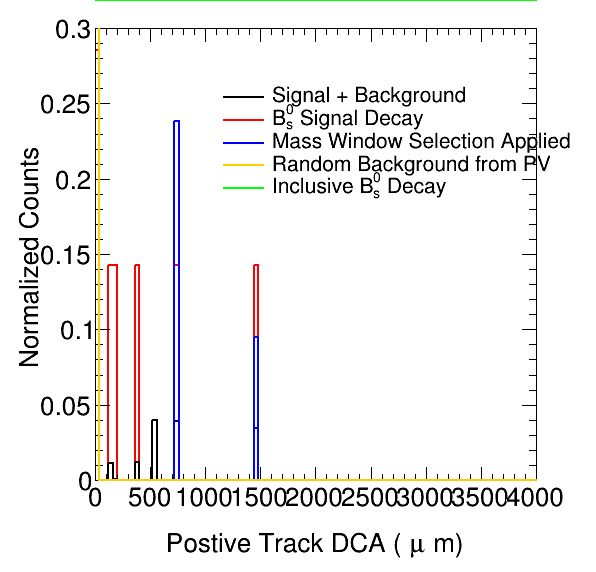 0.3
0.25
0.2
0.15
0.1
0.05
0
Normalized Counts
Signal + Background
B⁰ₛ Signal Decay
Mass Window Selection Applied
Random Background from PV
Inclusive B⁰ₛ Decay
0 500 1000 1500 2000 2500 3000 3500 4000
Postive Track DCA ( μ m)